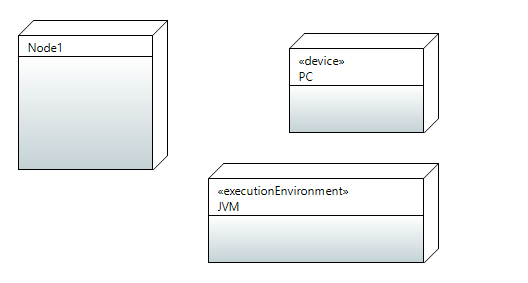 Node1
«device»
PC
«executionEnvironment»
JVM